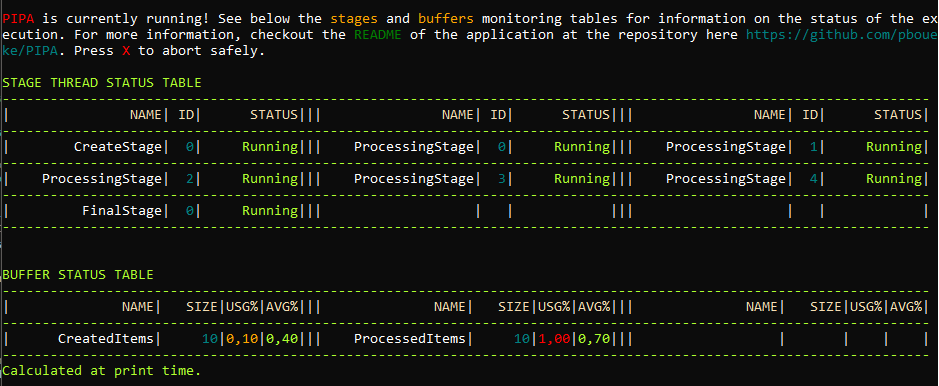 PIPA is currently running! See below the stages and buffers monitoring tables for information on the status of the ex
ecution. For more information, checkout the README of the application at the repository here https://github.com/pboue
ke/PIPA. Press X to abort safely.
STAGE THREAD STATUS TABLE
| NAME| ID| STATUS||| NAME| ID| STATUS||| NAME| ID| STATUS|
| CreateStage| 0| Running||| ProcessingStage| 0| Running||| ProcessingStage| 1| Running|
| ProcessingStage| 2| Running||| ProcessingStage| 3| Running||| ProcessingStage| 4| Running|
| FinalStage| 0| Running||| | | ||| | | |
BUFFER STATUS TABLE
| NAME| SIZE|USG%|AVG%||| NAME| SIZE|USG%|AVG%||| NAME| SIZE|USG%|AVG%|
| CreatedItems| 10|0,10|0,40||| ProcessedItems| 10|1,00|0,70||| | | | |
Calculated at print time.